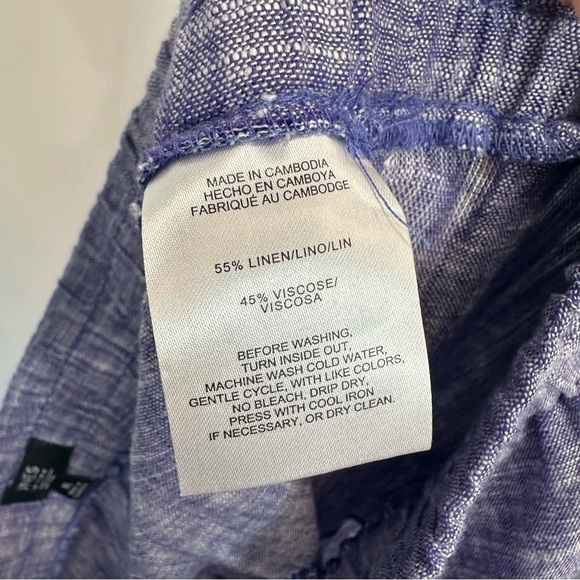 MADE IN CAMBODIA
HECHO EN CAMBOYA
FABRIQUÉ AU CAMBODGE
55% LINEN/LINO/LIN
45% VISCOSE/
VISCOSA
BEFORE WASHING,
TURN INSIDE OUT,
MACHINE WASH COLD WATER,
GENTLE CYCLE, WITH LIKE COLORS,
NO BLEACH, DRIP DRY,
PRESS WITH COOL IRON
IF NECESSARY, OR DRY CLEAN.